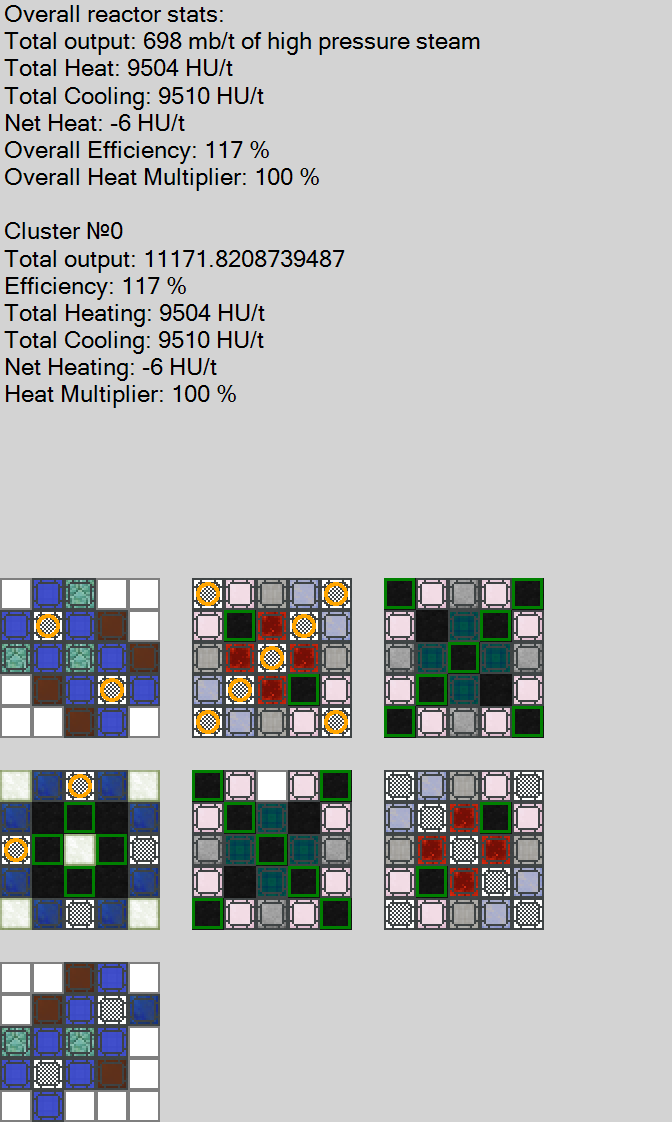 Overall reactor stats:
Total output: 698 mb/t of high pressure steam
Total Heat: 9504 HU/t
Total Cooling: 9510 HU/t
Net Heat: -6 HU/t
Overall Efficiency: 117 %
Overall Heat Multiplier: 100 %
Cluster №0
Total output: 11171.8208739487
Efficiency: 117 %
Total Heating: 9504 HU/t
Total Cooling: 9510 HU/t
Net Heating: -6 HU/t
Heat Multiplier: 100 %